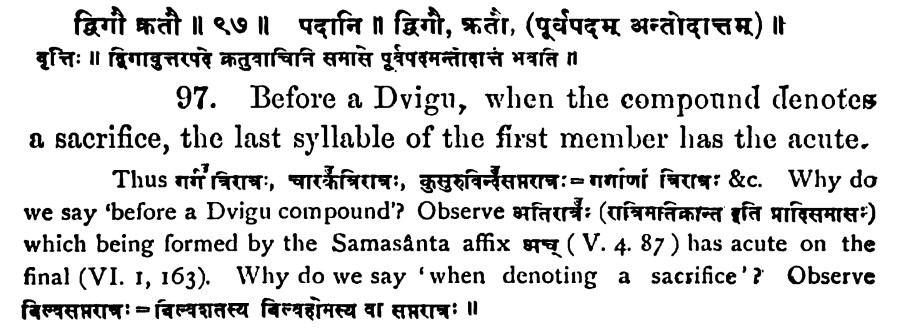 द्विगौ क्रतौ ॥ ९७ ॥ पदानि ॥ द्विगौ, क्रतौ, (पूर्वपदम् अन्तोदात्तम्) ॥
वृत्तिः ॥ द्विगावुत्तरपदे क्रतुवाचिनि समासे पूर्वपदमन्तोदात्तं भवति ॥
97. Before a Dvigu, when the compound denotes
a sacrifice, the last syllable of the first member has the acute.
Thus गर्ग᳚त्रिरात्रः, चारक᳚त्रिरात्रः, कुसुरुविन्द᳚सप्तरात्रः=गर्गाणां त्रिरात्रः &c. Why do
we say 'before a Dvigu compound'? Observe अतिरात्रः᳚ (रात्रिमतिक्रान्त इति प्रादिसमासः)
which being formed by the Samasânta affix अच् (V. 4. 87) has acute on the
final (VI. 1, 163). Why do we say 'when denoting a sacrifice'? Observe
बिल्वसप्तरात्रः=बिल्वशतस्य बिल्वहोमस्य वा सप्तरात्रः ॥